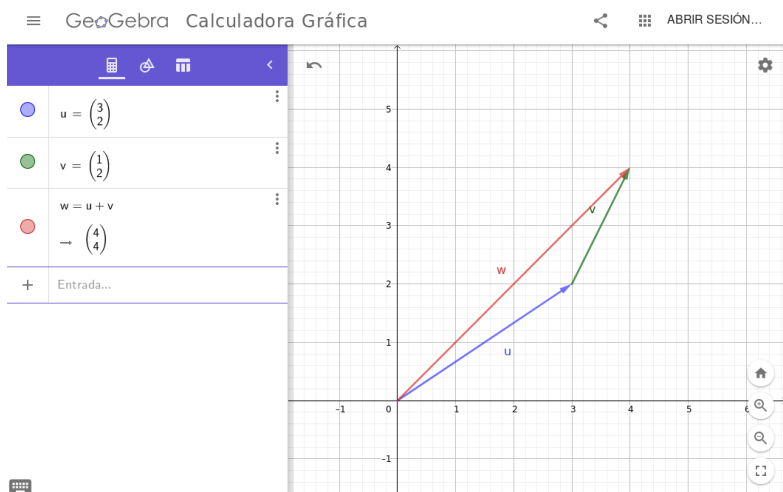 GeoGebra Calculadora Gráfica
ABRIR SESIÓN...
u = (3
2)
v = (1
2)
w = u + v
→ (4
4)
+ Entrada...
5
4
3
2
1
-1
-1
0
1
2
3
4
5
6
w
v
u